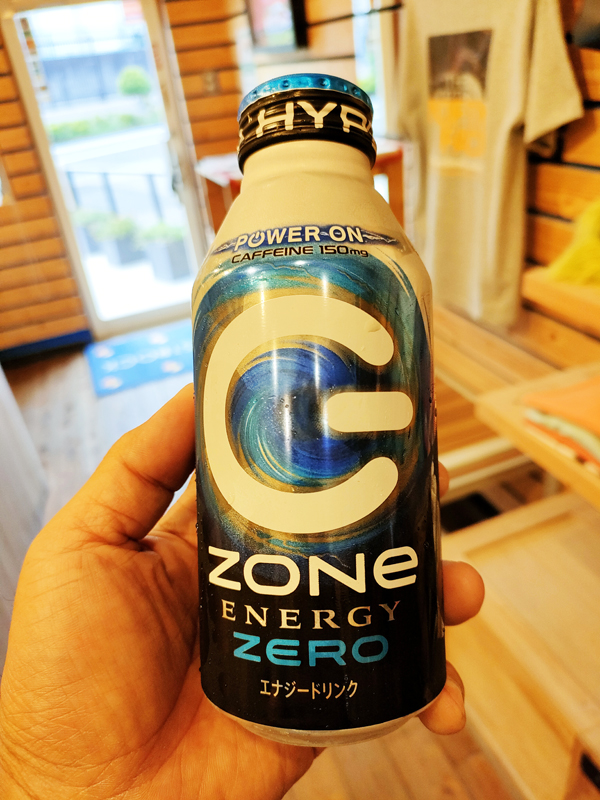 HYP
POWER-ON
CAFFEINE 150mg
ZONe
ENERGY
ZERO
エナジードリンク